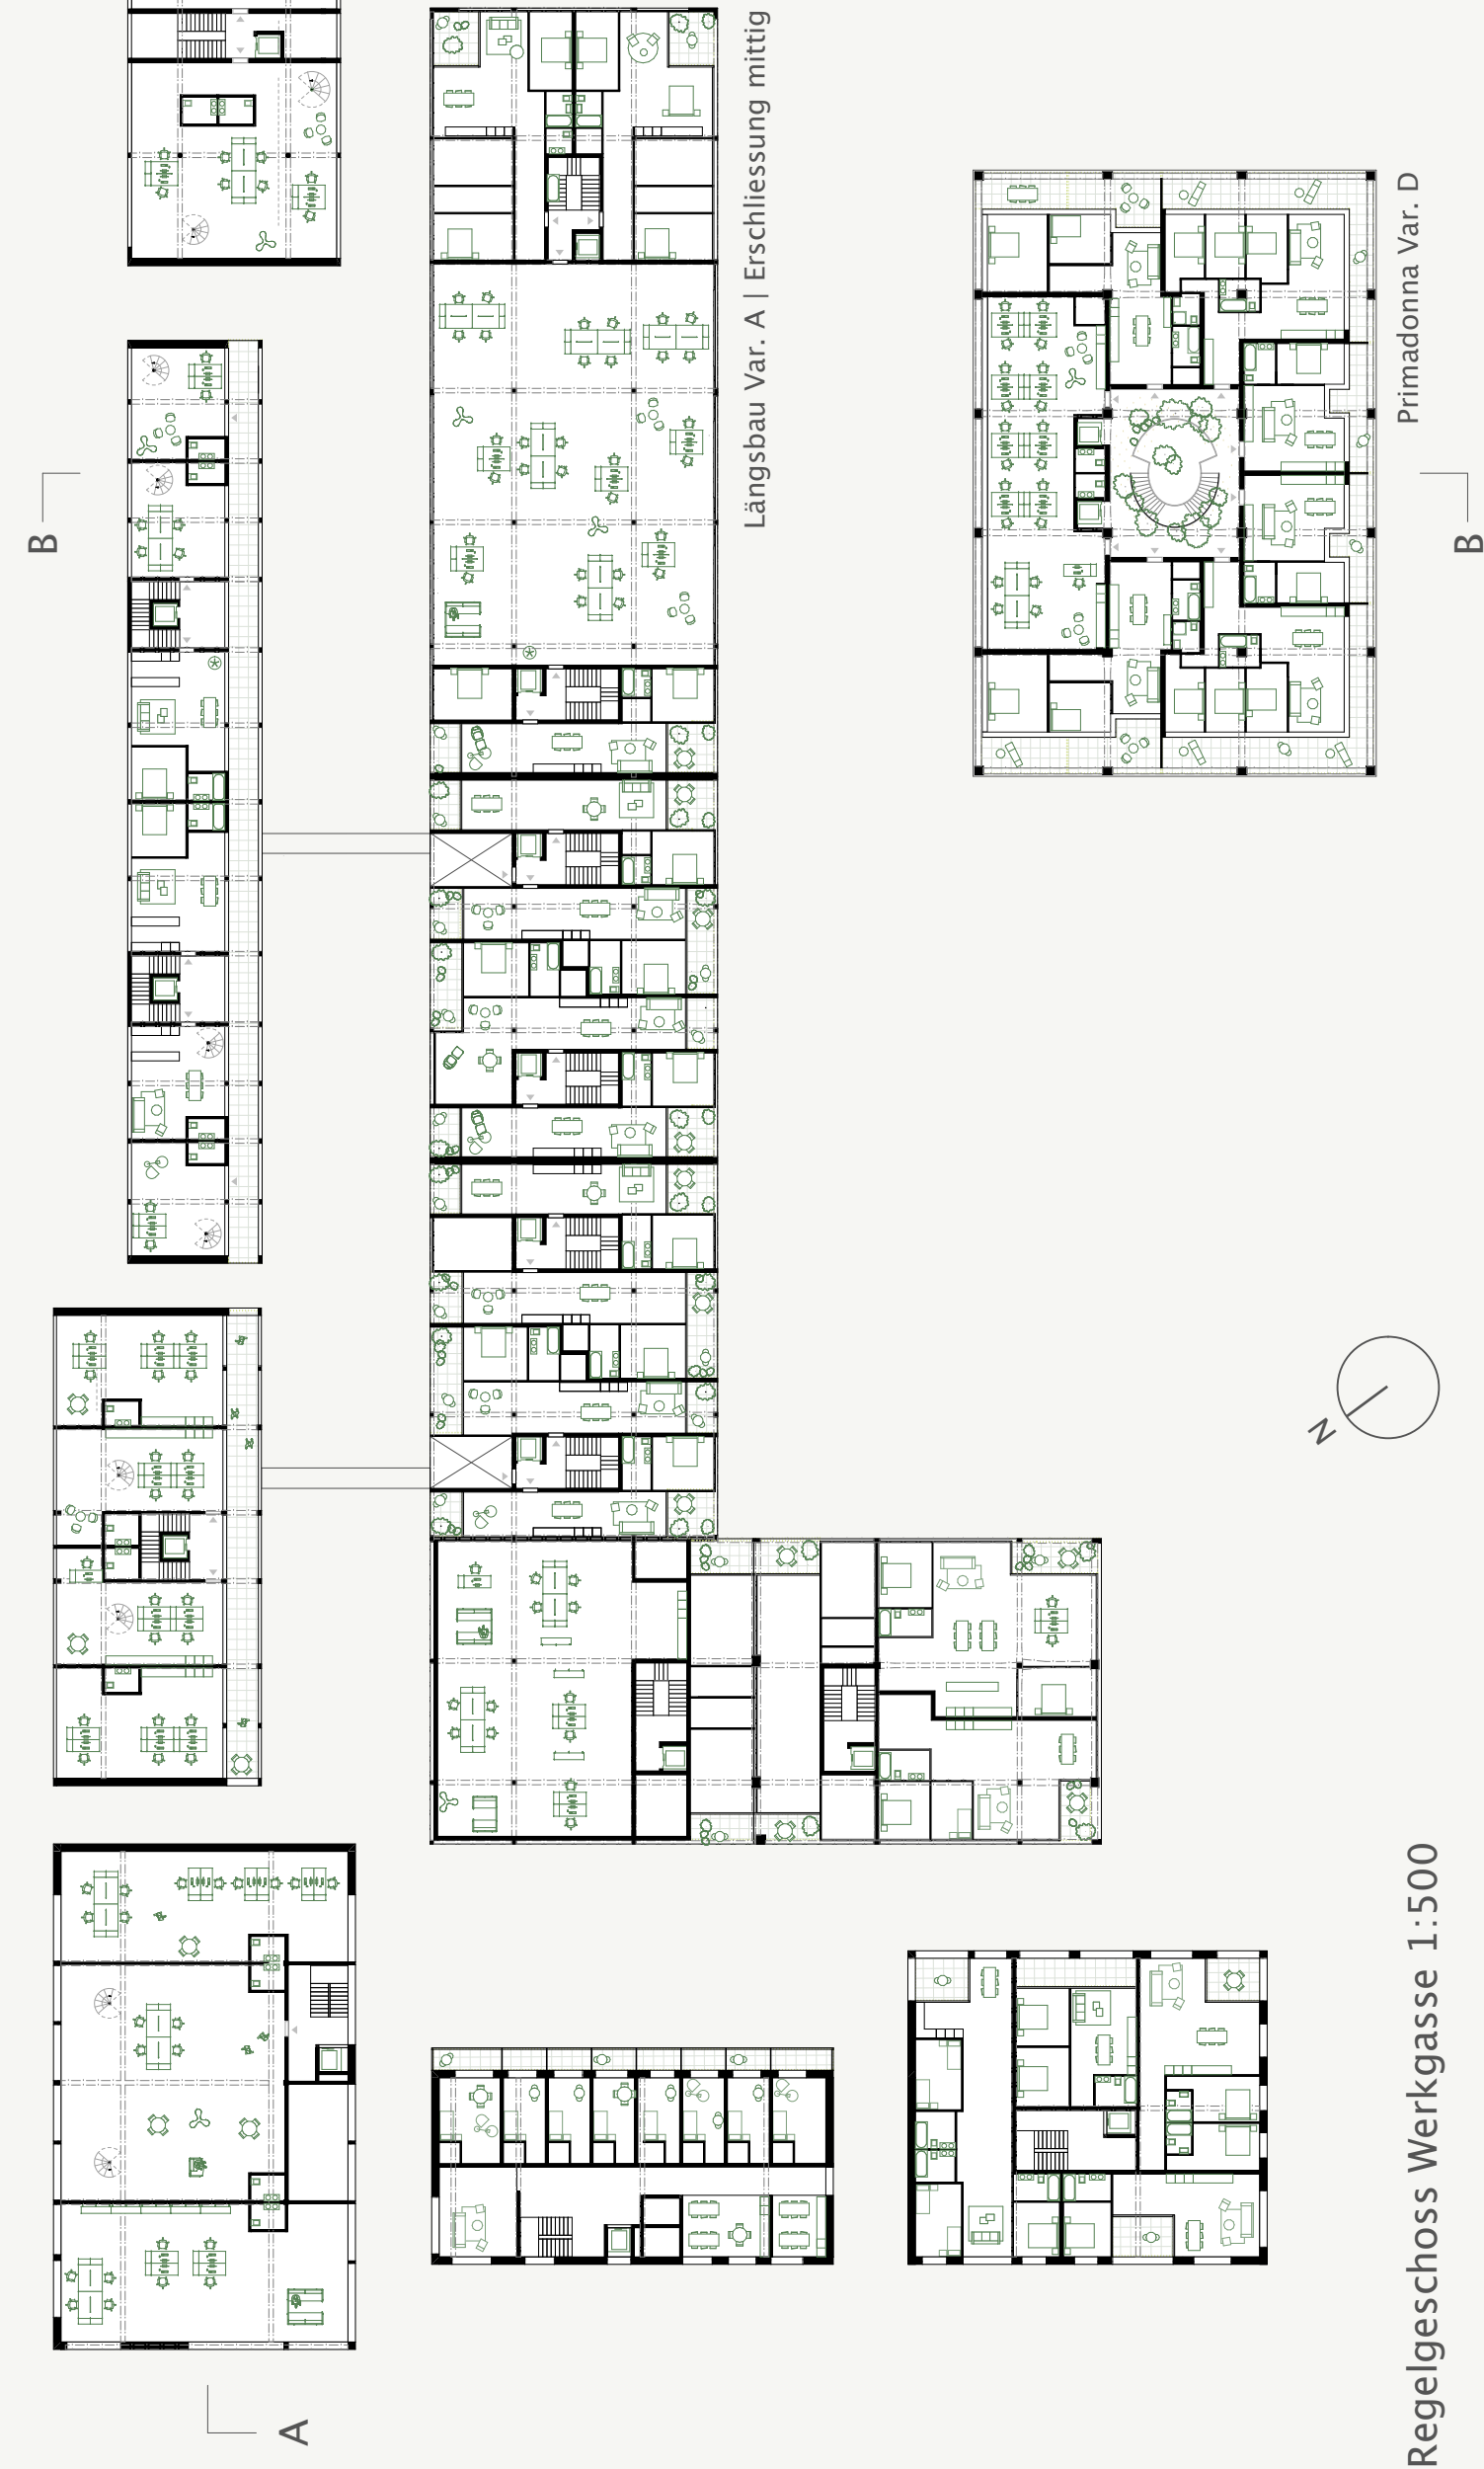 B
Längsbau Var. A | Erschliessung mittig
Primadonna Var. D
B
N
A
Regelgeschoss Werkgasse 1:500